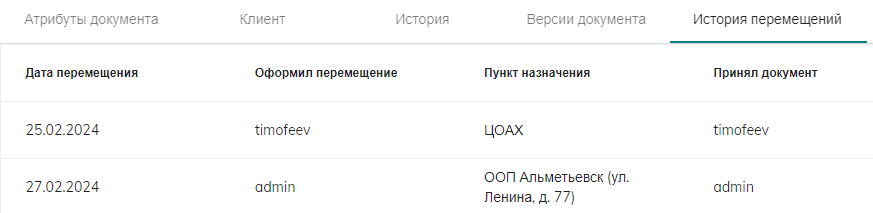 Атрибуты документа Клиент История Версии документа История перемещений
Дата перемещения Оформил перемещение Пункт назначения Принял документ
25.02.2024 timofeev ЦОАХ timofeev
27.02.2024 admin ООП Альметьевск (ул. Ленина, д. 77) admin